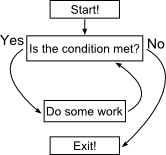 Start!
Yes
No
Is the condition met?
Do some work
Exit!